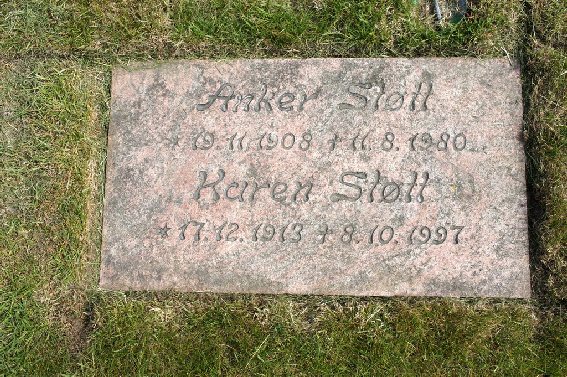 Anker Støll
* 19.11.1908 † 11.8.1980
Karen Støll
* 17.12.1913 † 8.10.1997